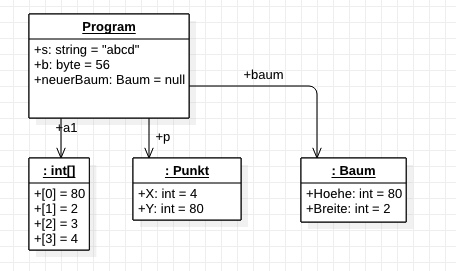 Program
+s: string = "abcd"
+b: byte = 56
+neuerBaum: Baum = null
+baum
+a1
+p
: int[]
+[0] = 80
+[1] = 2
+[2] = 3
+[3] = 4
: Punkt
+X: int = 4
+Y: int = 80
: Baum
+Hoehe: int = 80
+Breite: int = 2